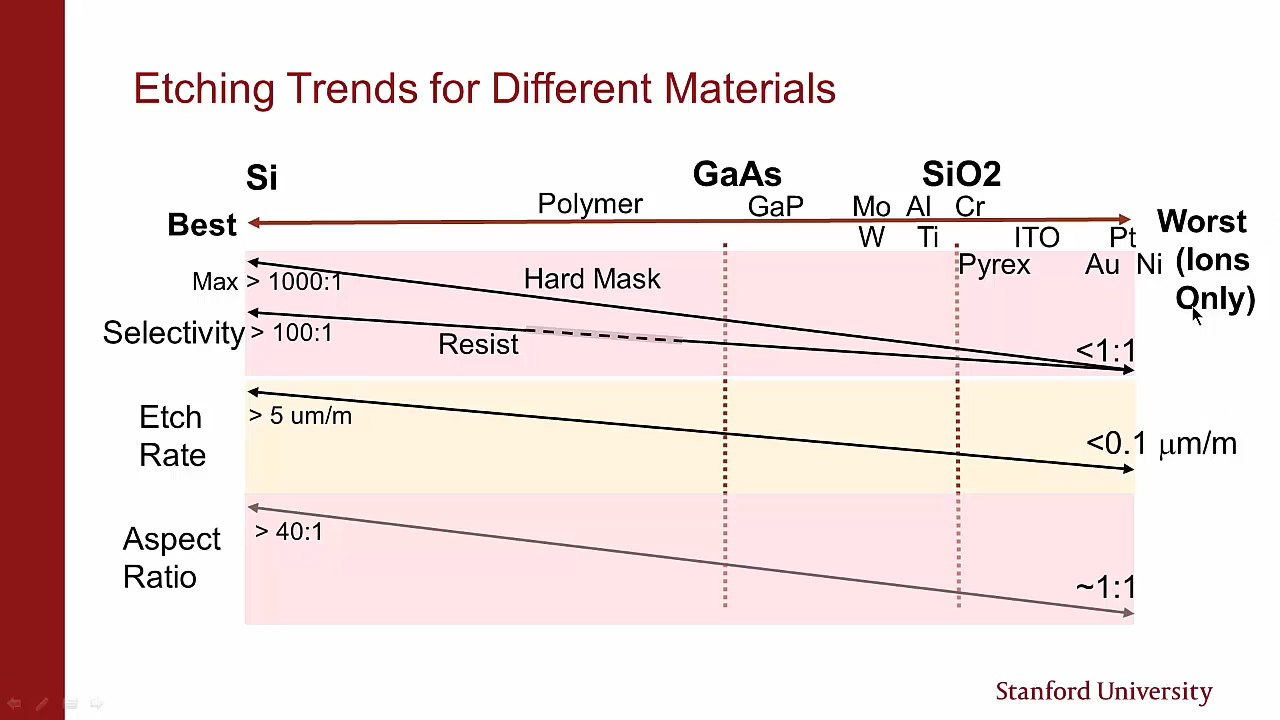 Etching Trends for Different Materials
Si
GaAs
SiO2
Polymer
GaP
Mo
Al
Cr
Best
Worst
W
Ti
ITO
Pt
Pyrex
Au
Ni
(Ions
Only)
Max > 1000:1
Hard Mask
Selectivity
> 100:1
Resist
<1:1
Etch
Rate
> 5 um/m
<0.1 μm/m
Aspect
Ratio
> 40:1
~1:1
Stanford University